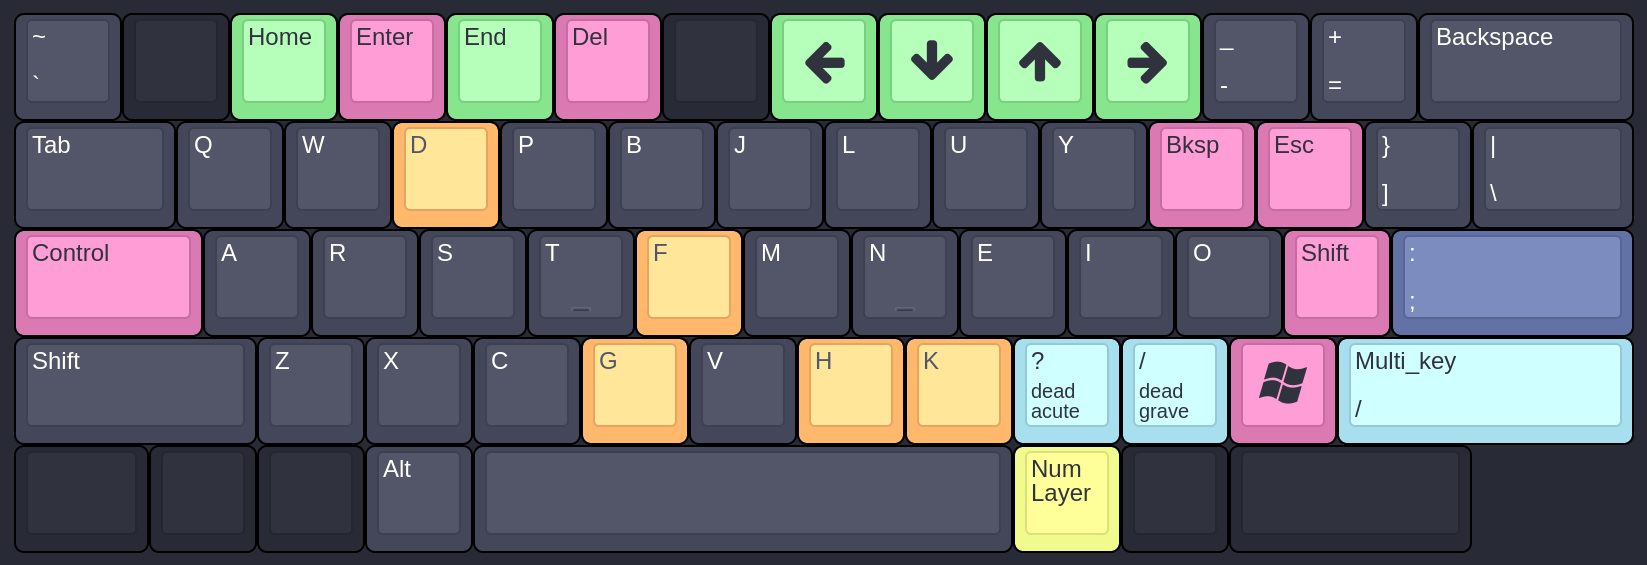 ~
`
Home
Enter
End
Del
_
-
+
=
Backspace
Tab
Q
W
D
P
B
J
L
U
Y
Bksp
Esc
}
]
|
\
Control
A
R
S
T
F
M
N
E
I
O
Shift
:
;
Shift
Z
X
C
G
V
H
K
?
dead
acute
/
dead
grave
Multi_key
/
Alt
Num
Layer